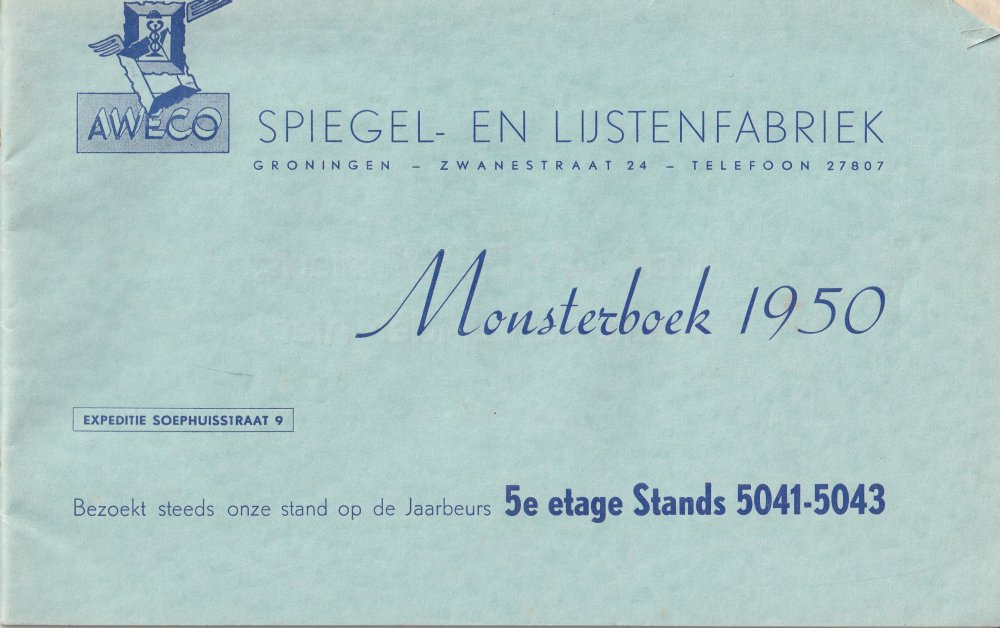 AWECO SPIEGEL- EN LIJSTENFABRIEK
GRONINGEN – ZWANESTRAAT 24 – TELEFOON 27807
Monsterboek 1950
EXPEDITIE SOEPHUISSTRAAT 9
Bezoekt steeds onze stand op de Jaarbeurs 5e etage Stands 5041-5043